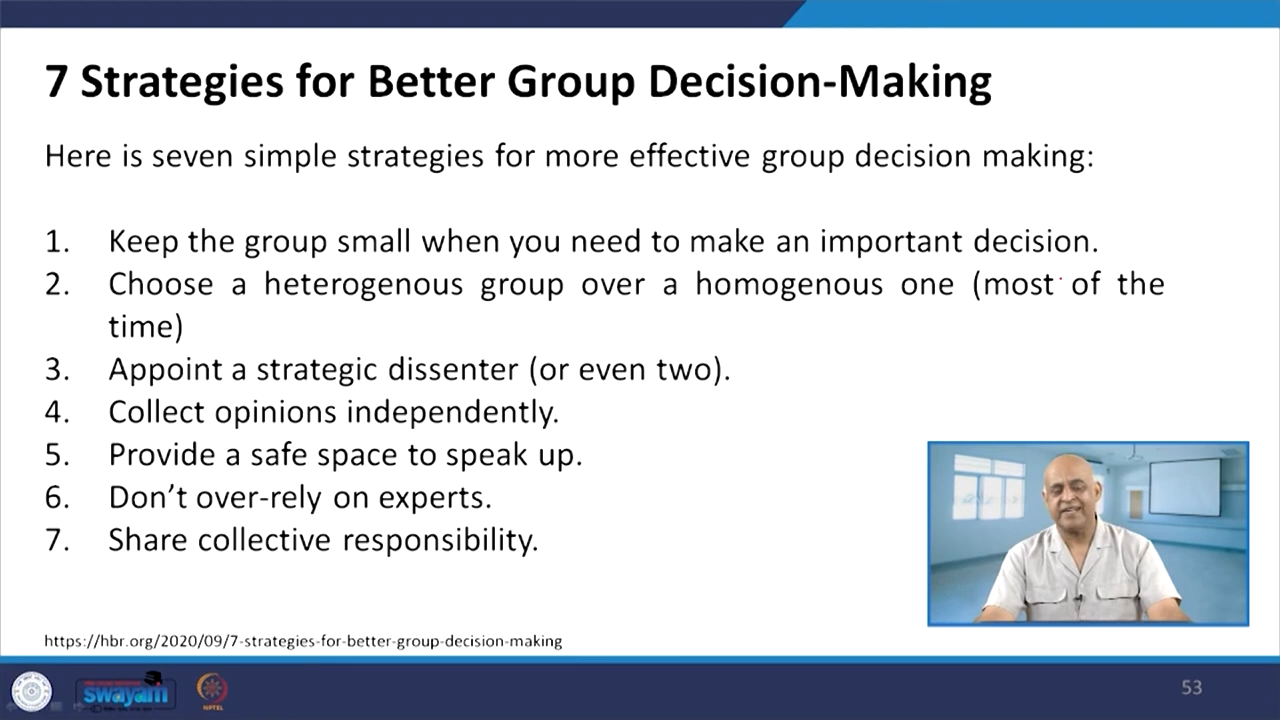 7 Strategies for Better Group Decision-Making
Here is seven simple strategies for more effective group decision making:
1. Keep the group small when you need to make an important decision.
2. Choose a heterogenous group over a homogenous one (most of the
time)
3. Appoint a strategic dissenter (or even two).
4. Collect opinions independently.
5. Provide a safe space to speak up.
6. Don’t over-rely on experts.
7. Share collective responsibility.
https://hbr.org/2020/09/7-strategies-for-better-group-decision-making
swayam
NPTEL
53